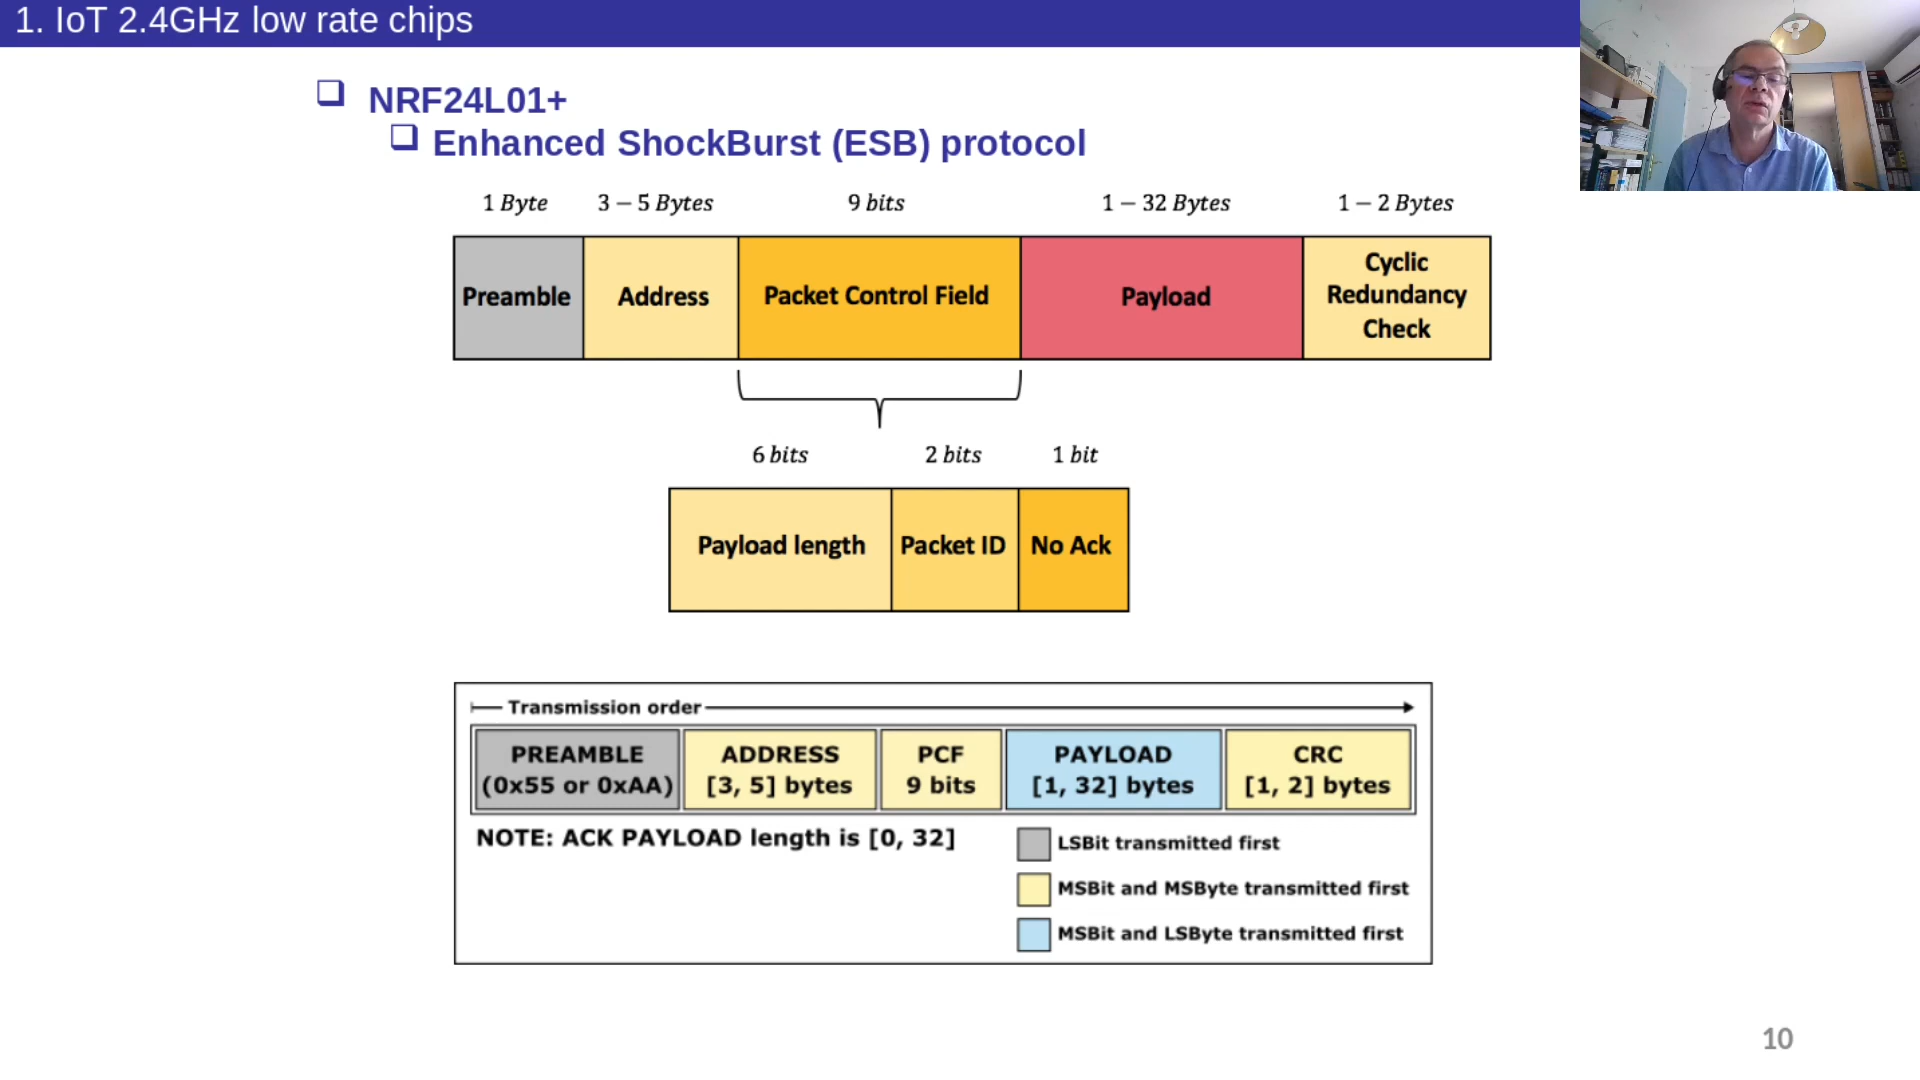 1. IoT 2.4GHz low rate chips
NRF24L01+
Enhanced ShockBurst (ESB) protocol
1 Byte 3 – 5 Bytes 9 bits 1 – 32 Bytes 1 – 2 Bytes
Preamble Address Packet Control Field Payload Cyclic
Redundancy
Check
6 bits 2 bits 1 bit
Payload length Packet ID No Ack
Transmission order
PREAMBLE ADDRESS PCF PAYLOAD CRC
(0x55 or 0xAA) [3, 5] bytes 9 bits [1, 32] bytes [1, 2] bytes
NOTE: ACK PAYLOAD length is [0, 32]
LSBit transmitted first
MSBit and MSByte transmitted first
MSBit and LSByte transmitted first
10